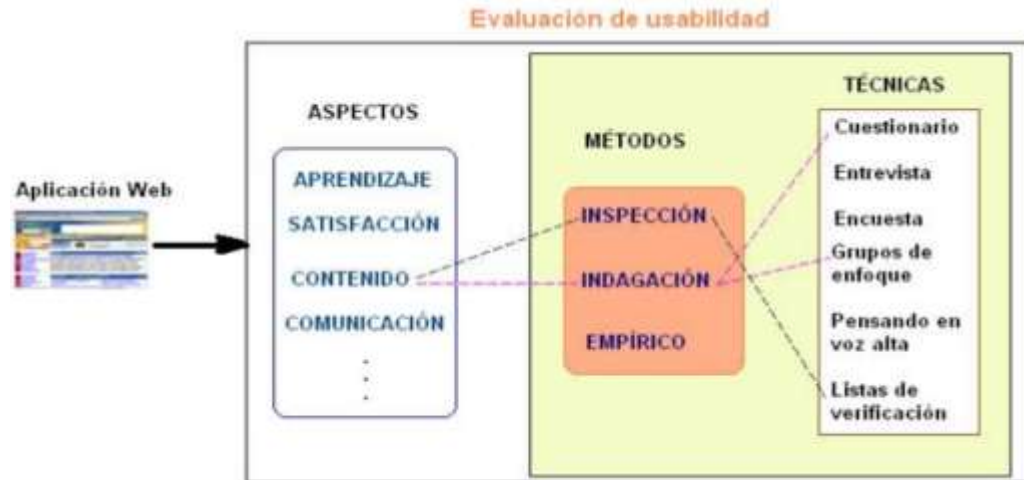 Evaluación de usabilidad
Aplicación Web
ASPECTOS
APRENDIZAJE
SATISFACCIÓN
CONTENIDO
COMUNICACIÓN
MÉTODOS
INSPECCIÓN
INDAGACIÓN
EMPÍRICO
TÉCNICAS
Cuestionario
Entrevista
Encuesta
Grupos de
enfoque
Pensando en
voz alta
Listas de
verificación